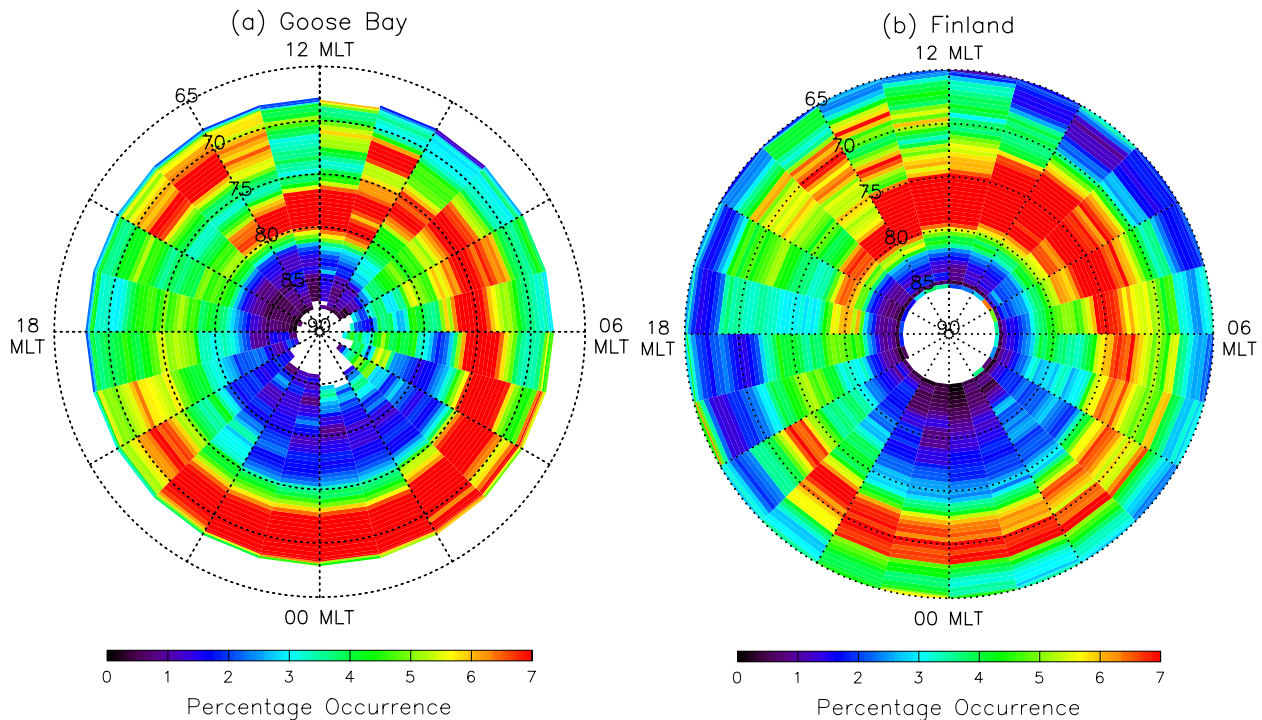 (a) Goose Bay
12 MLT
65
70
75
80
85
90
18
MLT
06
MLT
00 MLT
0 1 2 3 4 5 6 7
Percentage Occurrence
(b) Finland
12 MLT
65
70
75
80
85
90
18
MLT
06
MLT
00 MLT
0 1 2 3 4 5 6 7
Percentage Occurrence